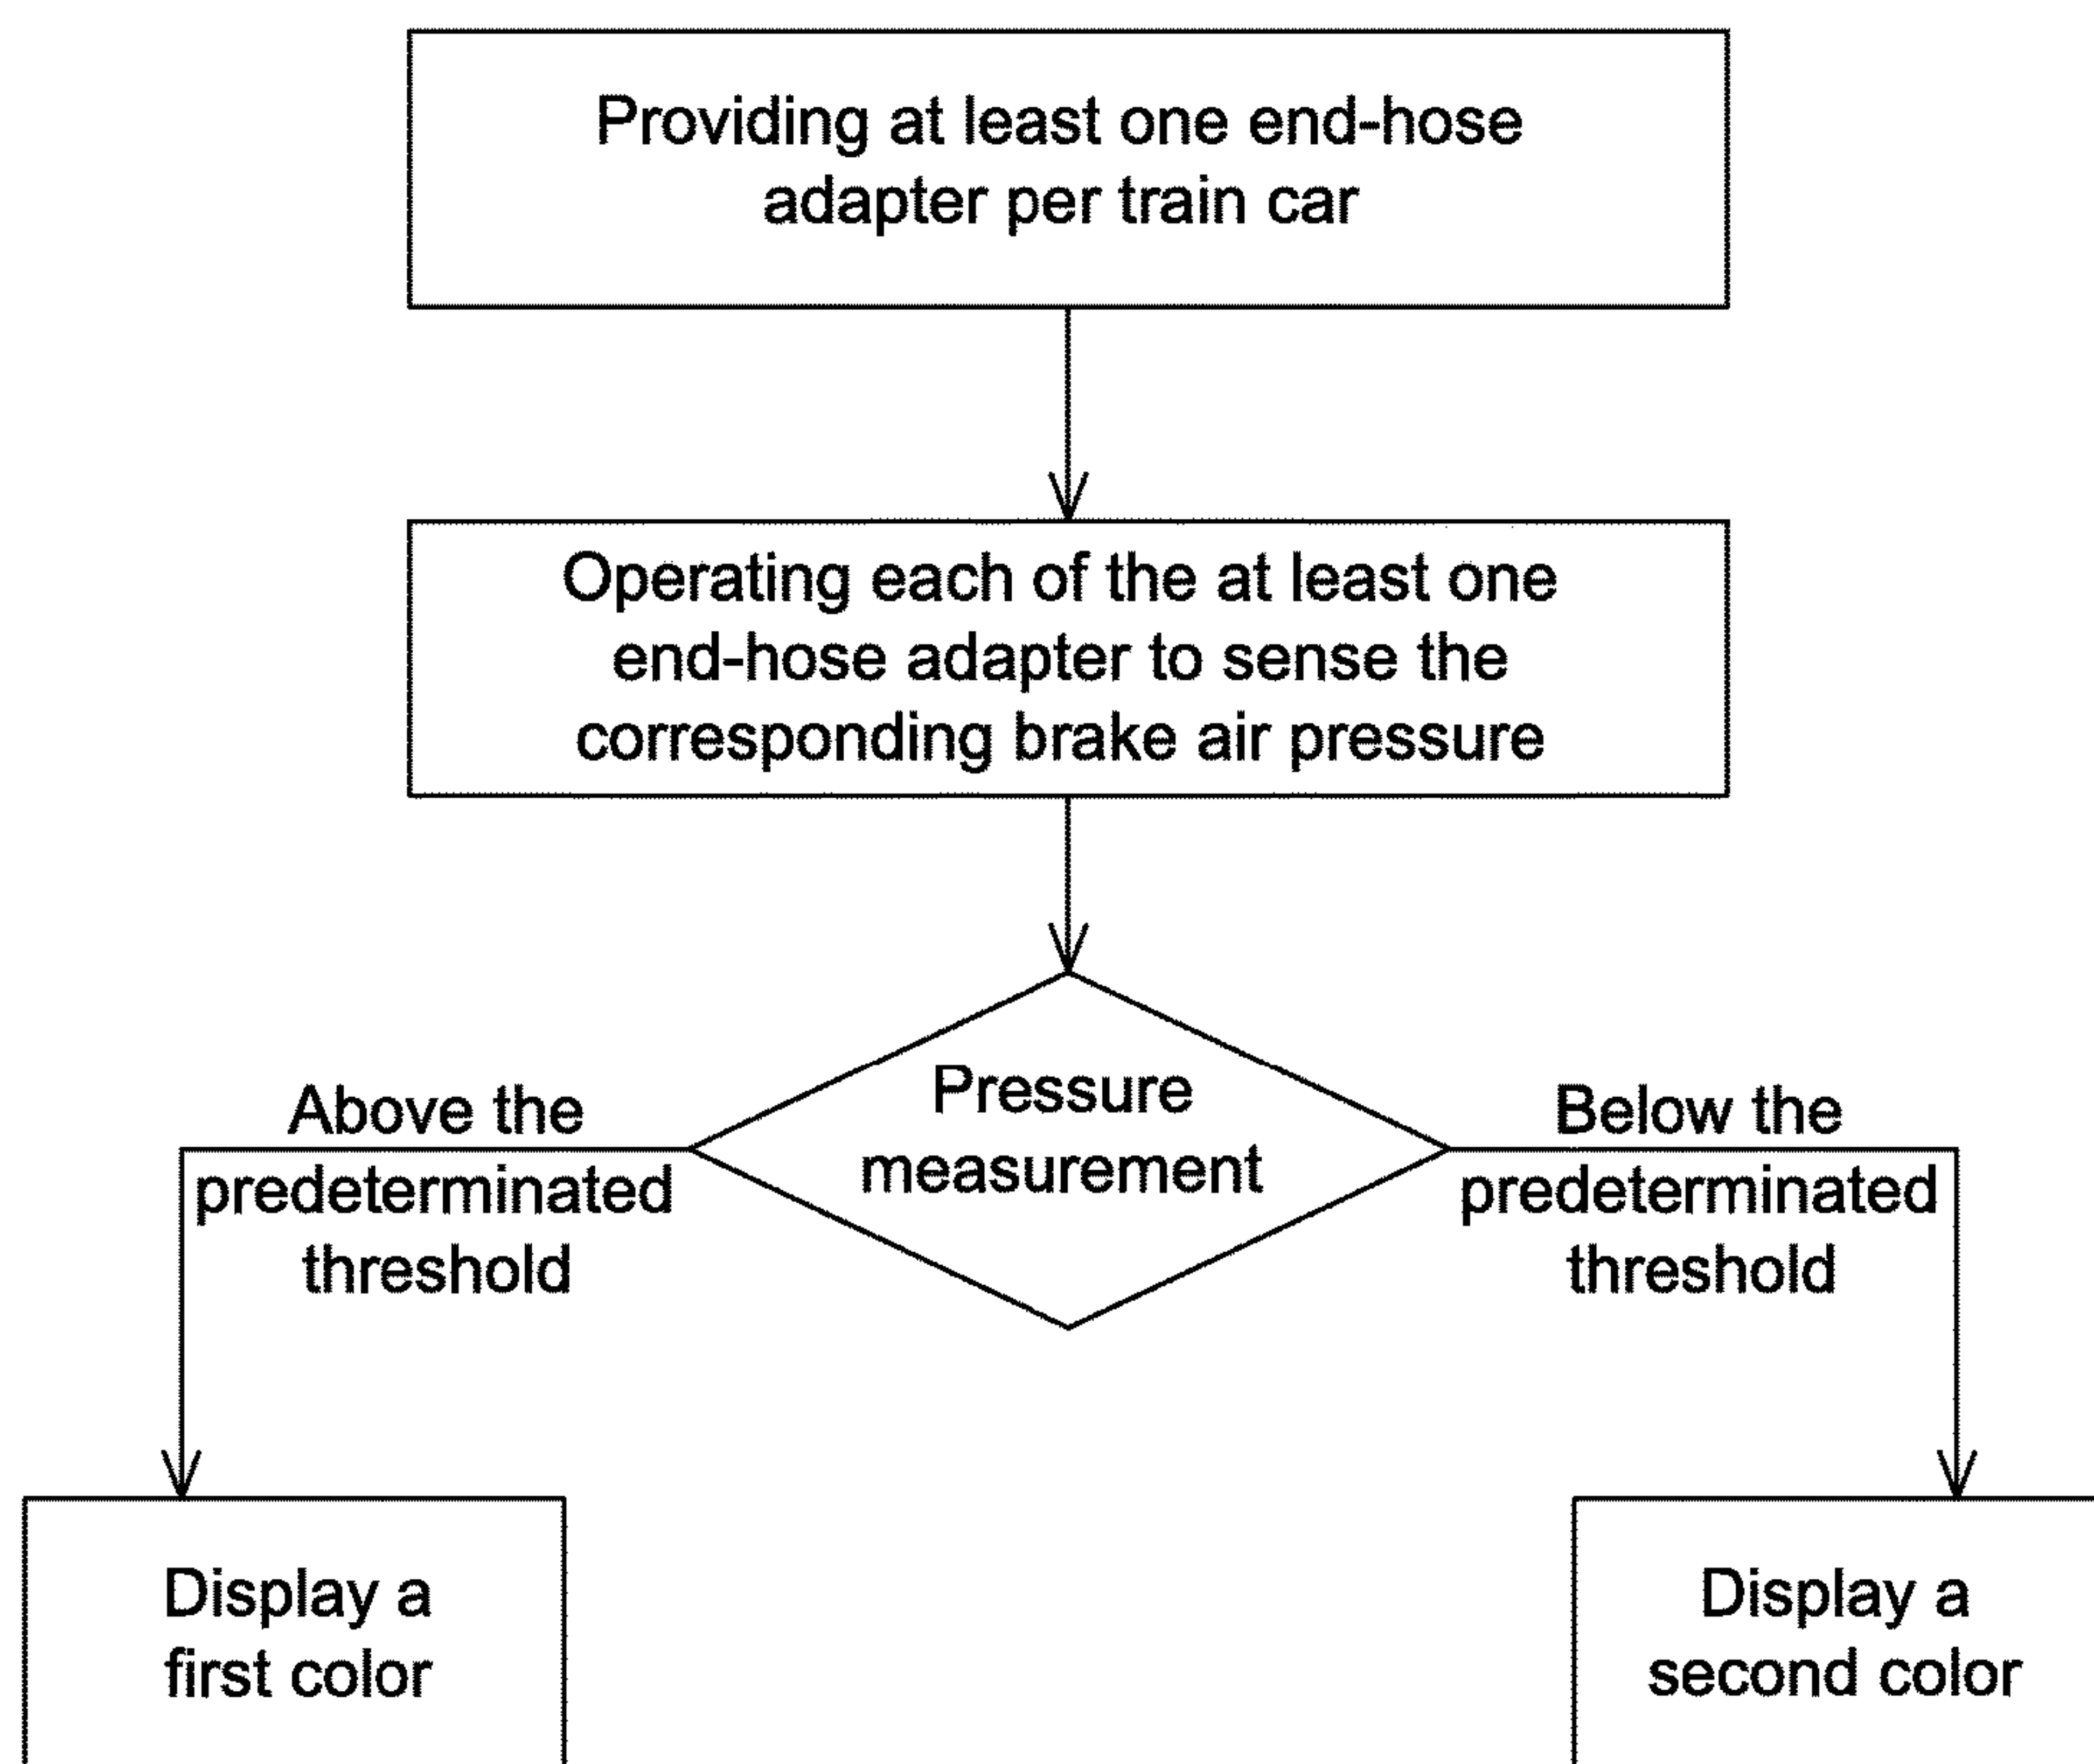 Providing at least one end-hose
adapter per train car
Operating each of the at least one
end-hose adapter to sense the
corresponding brake air pressure
Pressure
measurement
Above the
predeterminated
threshold
Below the
predeterminated
threshold
Display a
first color
Display a
second color